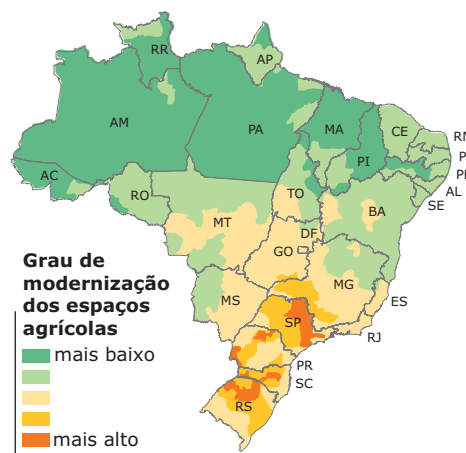 RR
AP
AM
PA
MA
CE
RN
PI
AC
RO
TO
AL
SE
BA
MT
DF
GO
MG
MS
ES
SP
RJ
PR
SC
RS
Grau de
modernização
dos espaços
agrícolas
mais baixo
mais alto